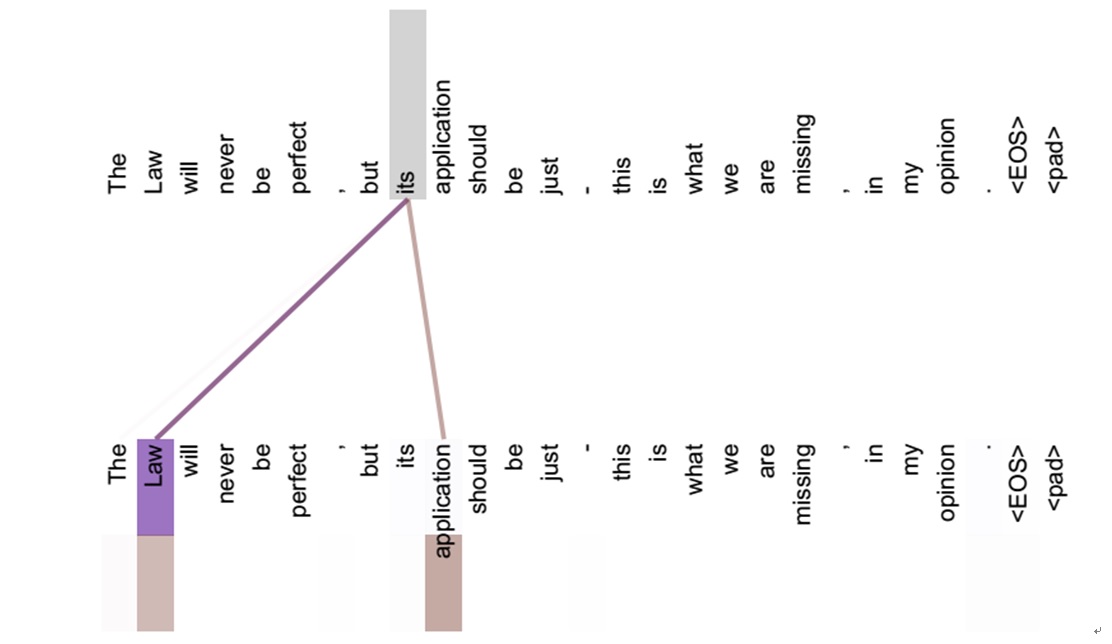 The Law will never be perfect , but its application should be just - this is what we are missing , in my opinion . <EOS> <pad>
The Law will never be perfect , but its application should be just - this is what we are missing , in my opinion . <EOS> <pad>